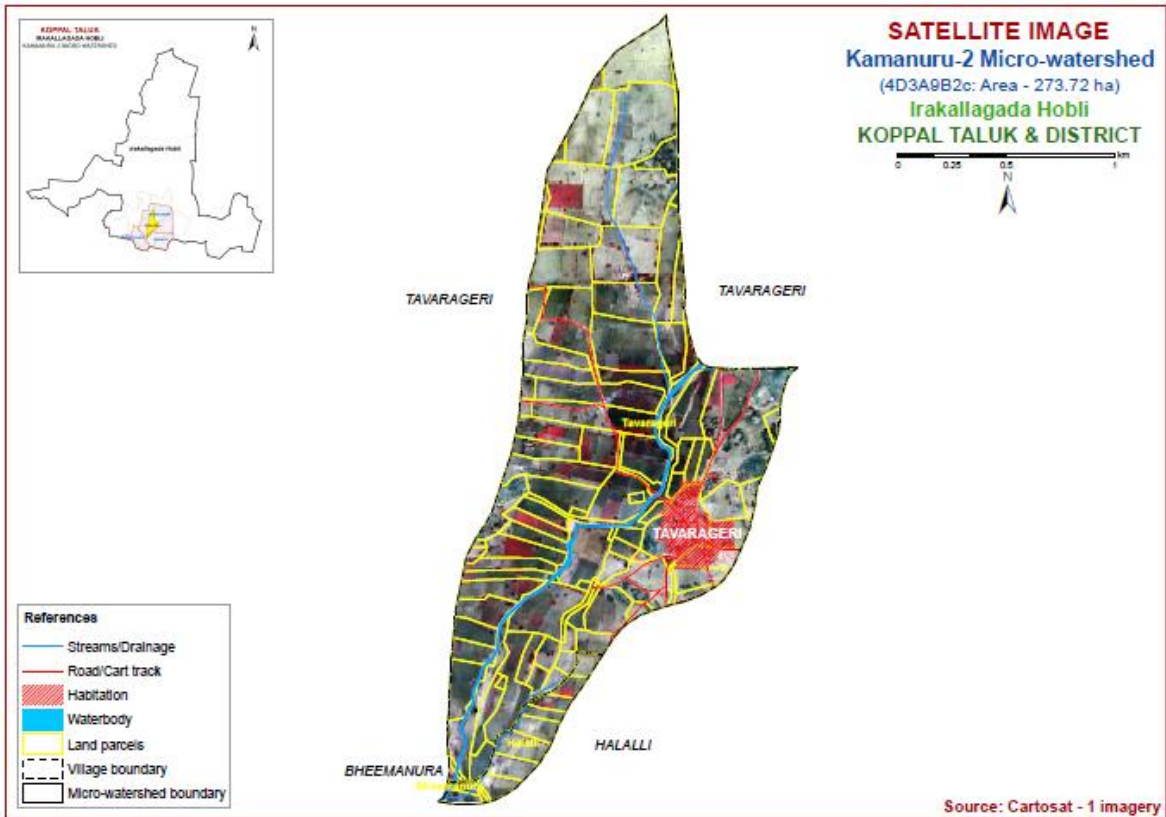 KOPPAL TALUK
IRAKALLAGADA HOBLI
KAMANURU-2 MICRO-WATERSHED
N
Irakallagada Hobli
SATELLITE IMAGE
Kamanuru-2 Micro-watershed
(4D3A9B2c: Area - 273.72 ha)
Irakallagada Hobli
KOPPAL TALUK & DISTRICT
0 0.25 0.5 1 km
N
TAVARAGERI
TAVARAGERI
Tavarageri
TAVARAGERI
HALALLI
BHEEMANURA
References
Streams/Drainage
Road/Cart track
Habitation
Waterbody
Land parcels
Village boundary
Micro-watershed boundary
Source: Cartosat - 1 imagery